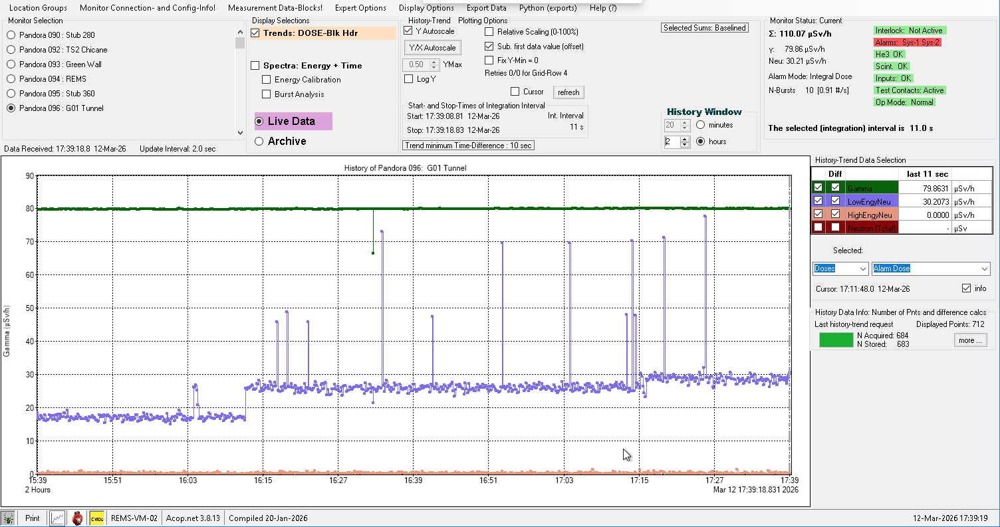 Location Groups Monitor Connection- and Config-Info! Measurement Data-Blocks! Expert Options Display Options Export Data Python (exports) Help (?)
Monitor Selection
Pandora 090 : Stub 280
Pandora 092 : TS2 Chicane
Pandora 093 : Green Wall
Pandora 094 : REMS
Pandora 095 : Stub 360
Pandora 096 : G01 Tunnel
Data Received: 17:39:18.8 12-Mar-26 Update Interval: 2.0 sec
Display Selections
Trends: DOSE-Blk Hdr
Spectra: Energy + Time
Energy Calibration
Burst Analysis
Live Data
Archive
History-Trend Plotting Options
Y Autoscale
Y/X Autoscale
0.50 YMax
Log Y
Relative Scaling (0-100%)
Sub. first data value (offset)
Fix Y-Min = 0
Retries 0/0 for Grid-Row 4
Cursor refresh
Start- and Stop-Times of Integration Interval
Start: 17:39:08.81 12-Mar-26 Int. Interval
Stop: 17:39:18.83 12-Mar-26 11 s
Trend minimum Time-Difference : 10 sec
Selected Sums: Baselined
History Window
20 minutes
2 hours
Monitor Status: Current
Σ: 110.07 µSv/h
γ: 79.86 µSv/h
Neu: 30.21 µSv/h
Alarm Mode: Integral Dose
N-Bursts 10 [0.91 #/s]
Interlock: Not Active
Alarms: Sys-1 Sys-2
He3 OK
Scint. OK
Inputs: OK
Test Contacts: Active
Op Mode: Normal
The selected (integration) interval is 11.0 s
History of Pandora 096: G01 Tunnel
Gamma (µSv/h)
90
80
70
60
50
40
30
20
10
0
15:39 15:51 16:03 16:15 16:27 16:39 16:51 17:03 17:15 17:27 17:39
2 Hours Mar 12 17:39:18.831 2026
History-Trend Data Selection
Diff last 11 sec
Gamma 79.8631 µSv/h
LowEngyNeu 30.2073 µSv/h
HighEngyNeu 0.0000 µSv/h
Neutron (Total) - µSv
Selected:
Doses Alarm Dose
Cursor: 17:11:48.0 12-Mar-26 info
History Data Info: Number of Pnts and difference calcs
Last history-trend request Displayed Points: 712
N Acquired: 684
N Stored: 683
more ...
Print CVIDs REMS-VM-02 Acop.net 3.8.13 Compiled 20-Jan-2026 12-Mar-2026 17:39:19